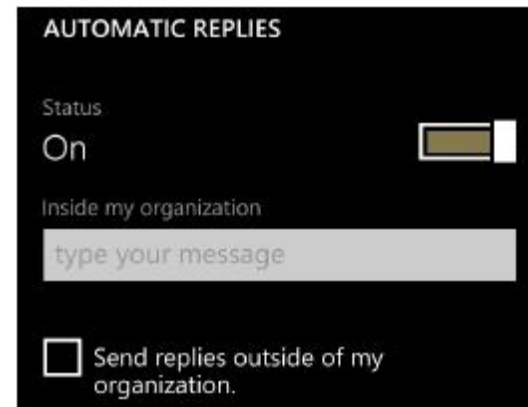 AUTOMATIC REPLIES
Status
On
Inside my organization
type your message
Send replies outside of my
organization.